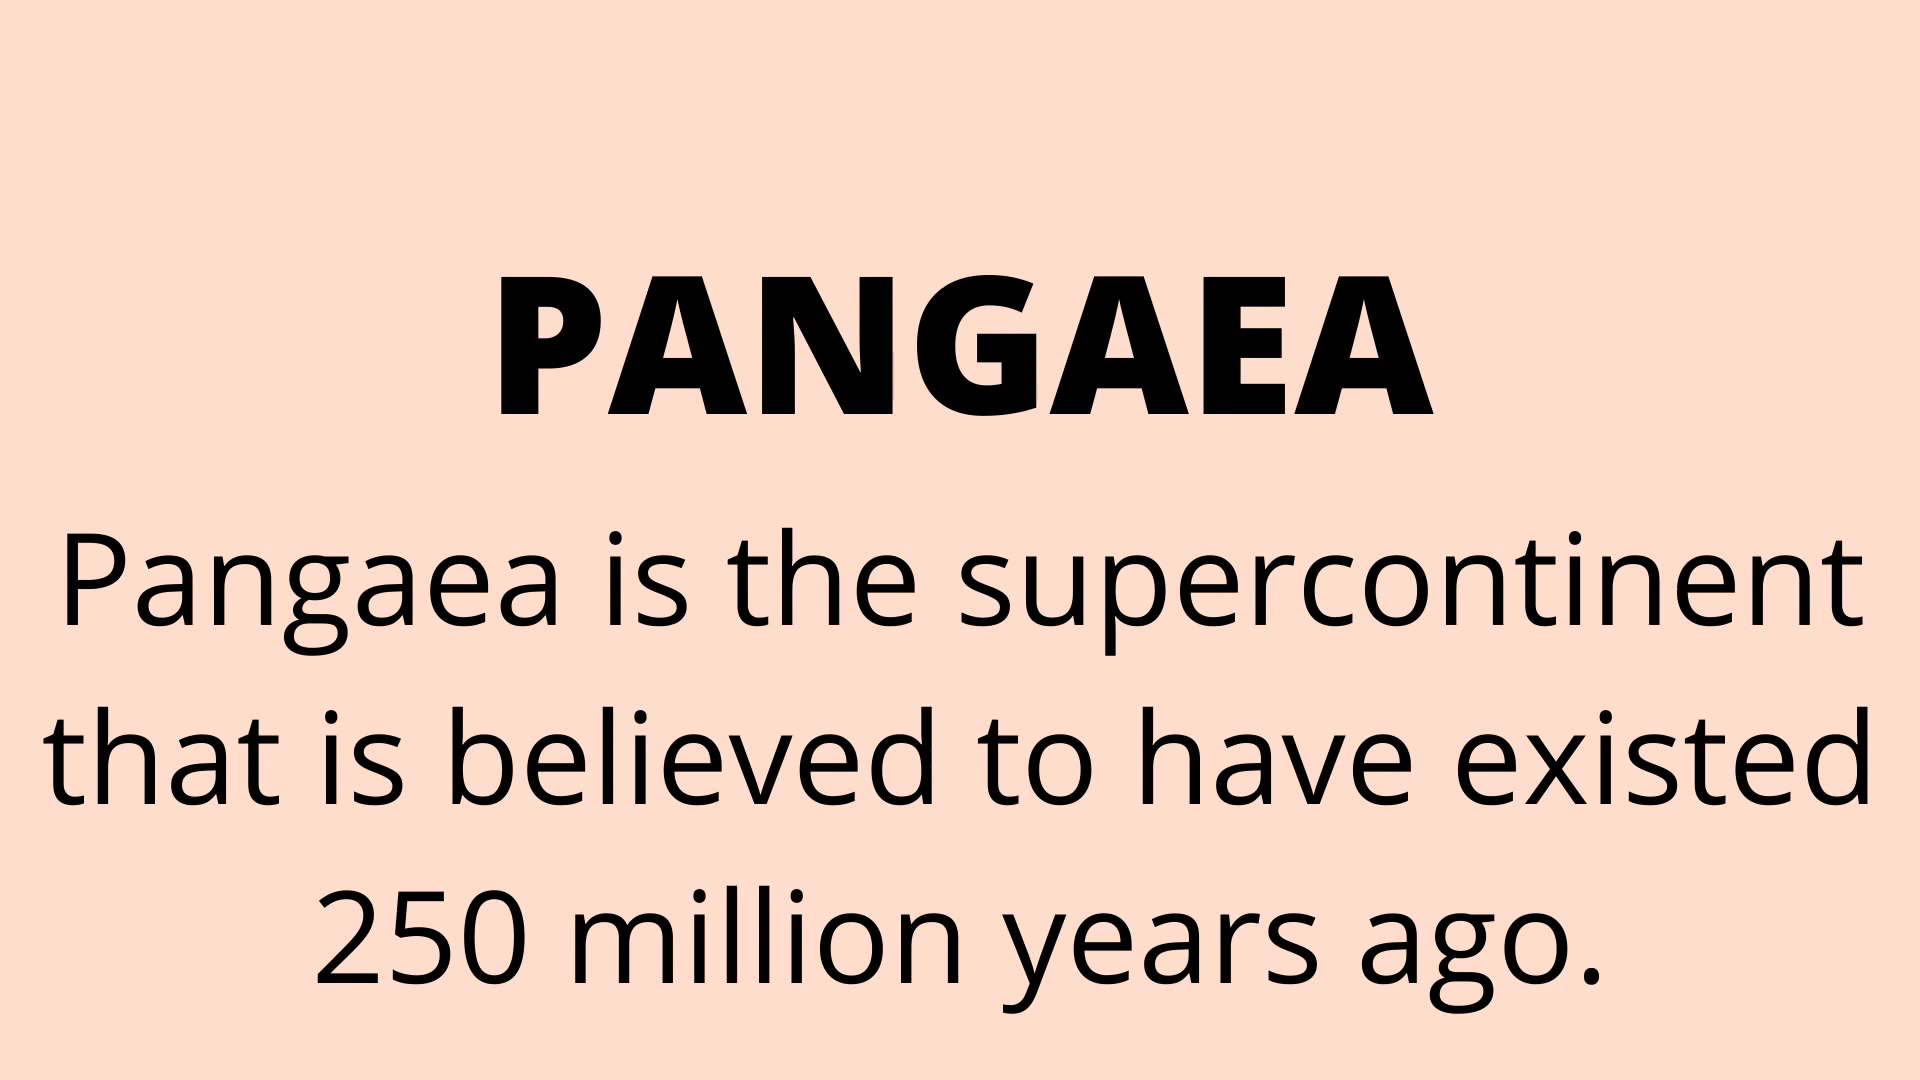 PANGAEA
Pangaea is the supercontinent
that is believed to have existed
250 million years ago.